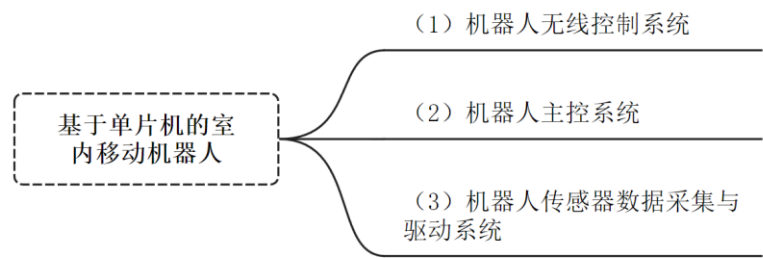 （1）机器人无线控制系统
基于单片机的室
内移动机器人
（2）机器人主控系统
（3）机器人传感器数据采集与
驱动系统